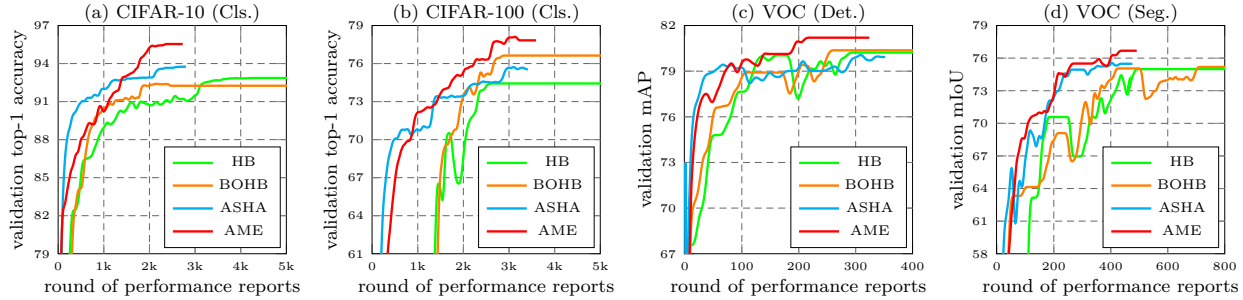 (a) CIFAR-10 (Cls.)
validation top-1 accuracy
97
94
91
88
85
82
79
0
1k
2k
3k
4k
5k
round of performance reports
HB
BOHB
ASHA
AME
(b) CIFAR-100 (Cls.)
validation top-1 accuracy
79
76
73
70
67
64
61
0
1k
2k
3k
4k
5k
round of performance reports
HB
BOHB
ASHA
AME
(c) VOC (Det.)
validation mAP
82
79
76
73
70
67
0
100
200
300
400
round of performance reports
HB
BOHB
ASHA
AME
(d) VOC (Seg.)
validation mIoU
79
76
73
70
67
64
61
58
0
200
400
600
800
round of performance reports
HB
BOHB
ASHA
AME